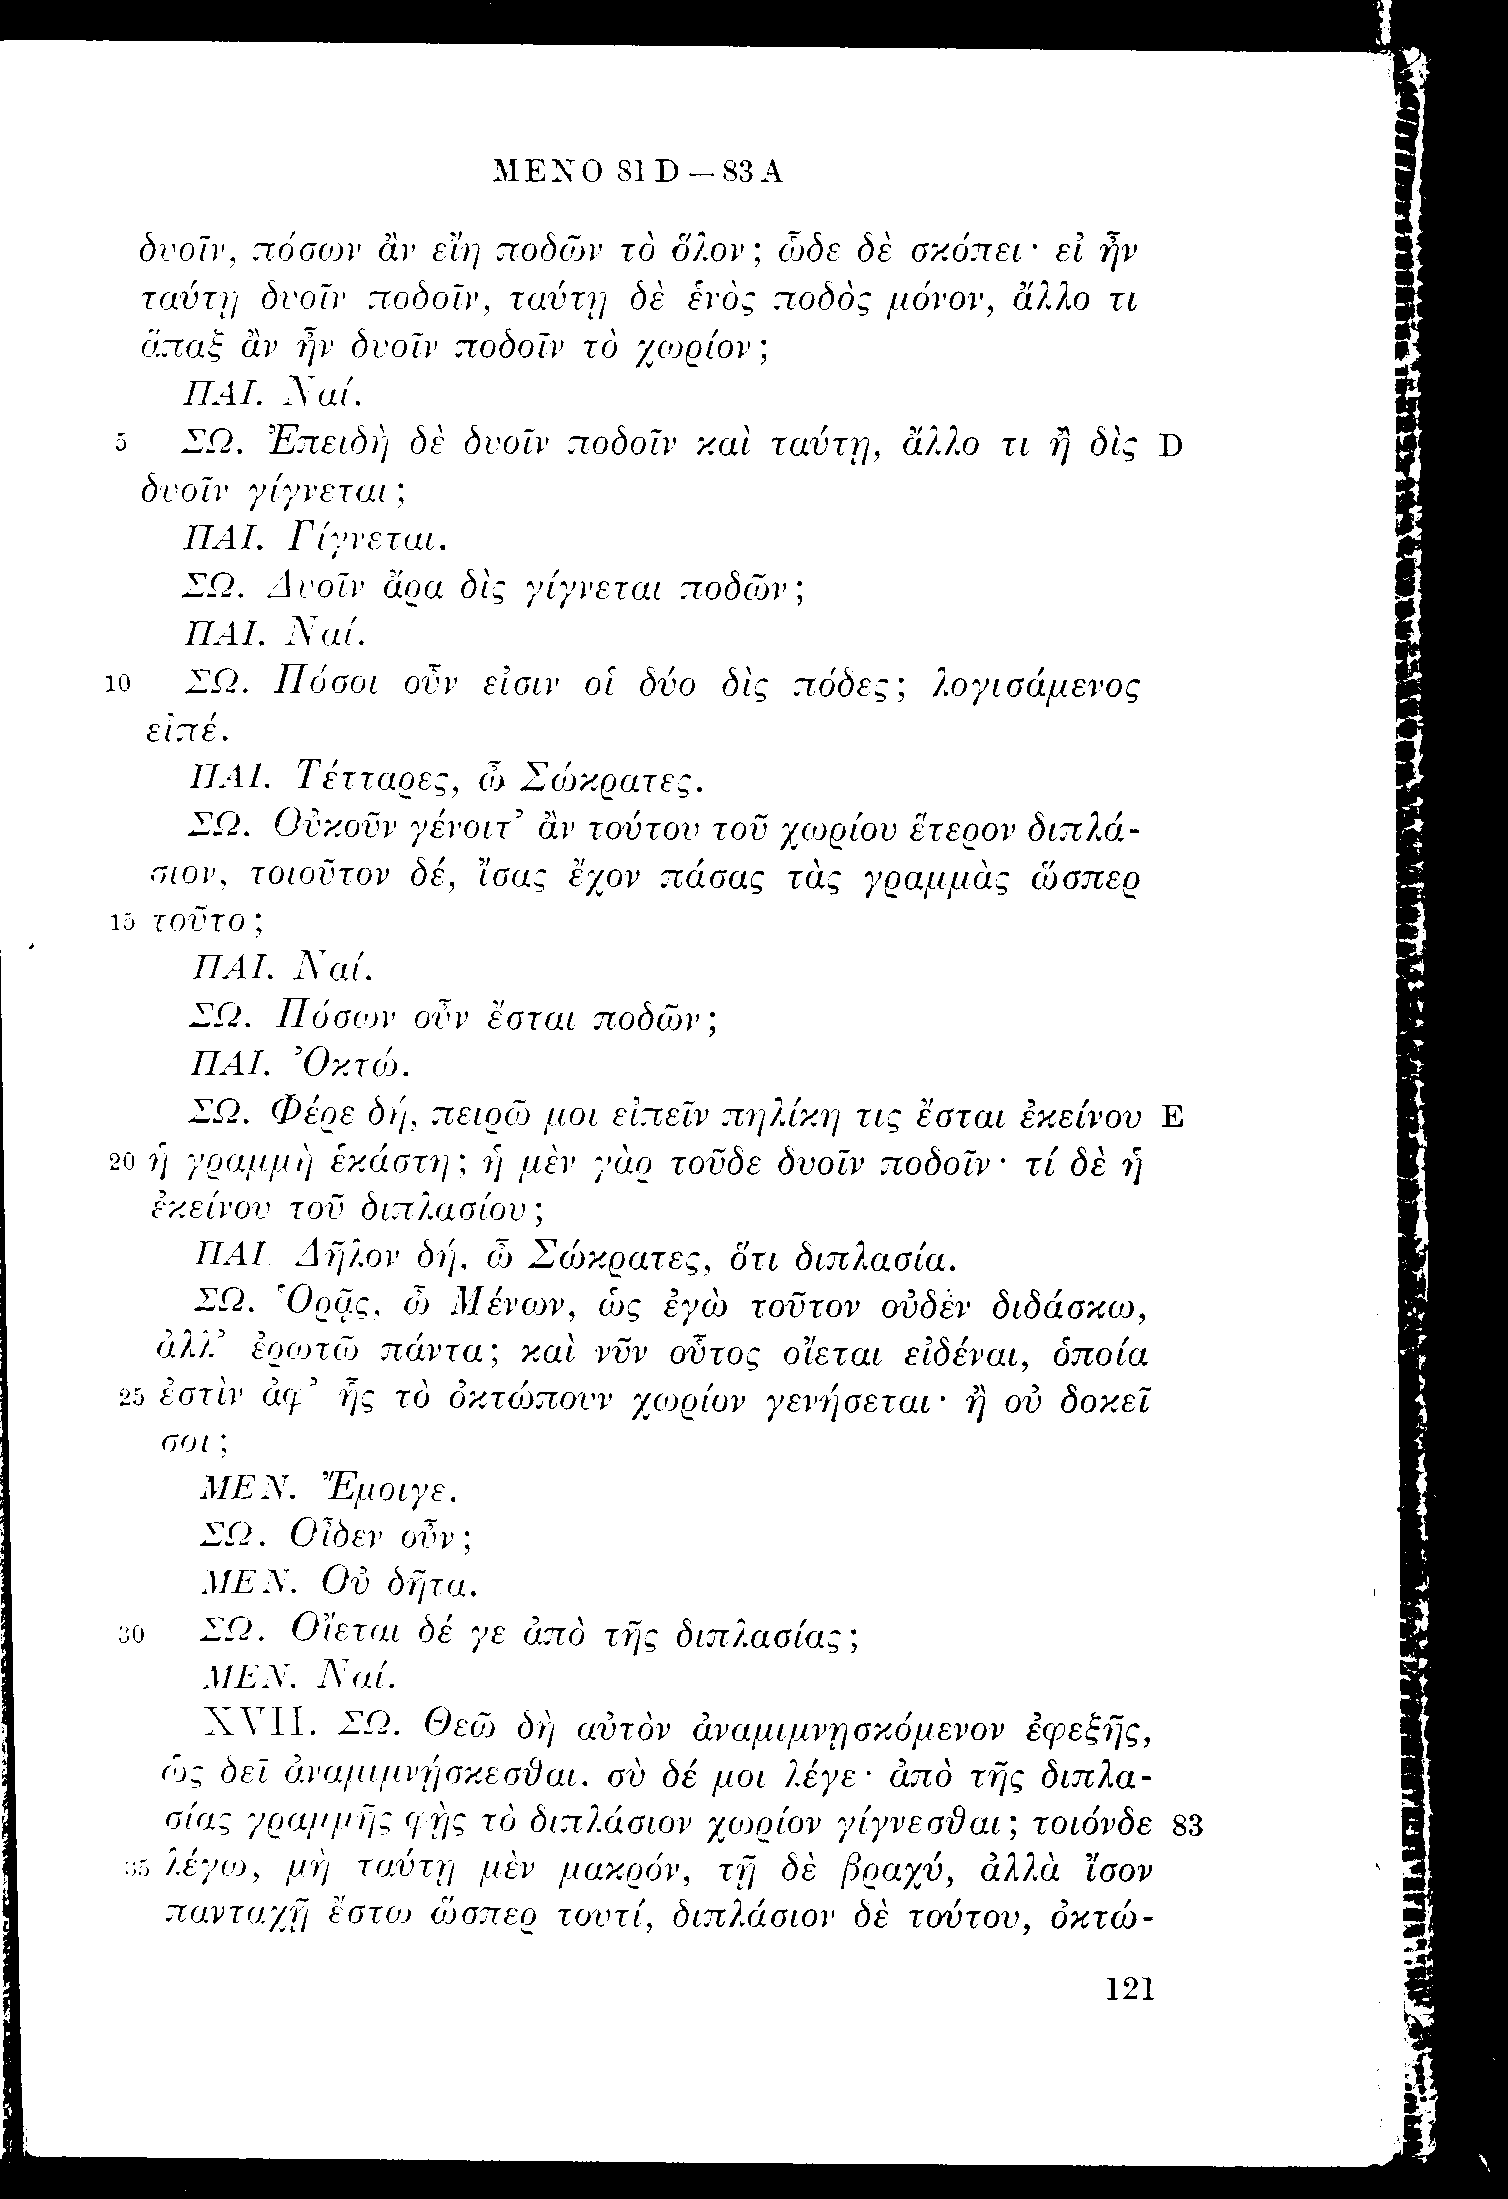 MENO 81 D — 83 A
δυοῖν, πόσων ἂν εἴη ποδῶν τὸ ὅλον; ὧδε δὲ σκόπει· εἰ ἦν
ταύτῃ δυοῖν ποδοῖν, ταύτῃ δὲ ἑνὸς ποδὸς μόνον, ἄλλο τι
ἅπαξ ἂν ἦν δυοῖν ποδοῖν τὸ χωρίον;
ΠΑΙ. Ναί.
5 ΣΩ. Ἐπειδὴ δὲ δυοῖν ποδοῖν καὶ ταύτῃ, ἄλλο τι ἢ δὶς D
δυοῖν γίγνεται;
ΠΑΙ. Γίγνεται.
ΣΩ. Δυοῖν ἄρα δὶς γίγνεται ποδῶν;
ΠΑΙ. Ναί.
10 ΣΩ. Πόσοι οὖν εἰσιν οἱ δύο δὶς πόδες; λογισάμενος
εἰπέ.
ΠΑΙ. Τέτταρες, ὦ Σώκρατες.
ΣΩ. Οὐκοῦν γένοιτ’ ἂν τούτου τοῦ χωρίου ἕτερον διπλά-
σιον, τοιοῦτον δέ, ἴσας ἔχον πάσας τὰς γραμμὰς ὥσπερ
15 τοῦτο;
ΠΑΙ. Ναί.
ΣΩ. Πόσων οὖν ἔσται ποδῶν;
ΠΑΙ. Ὀκτώ.
ΣΩ. Φέρε δή, πειρῶ μοι εἰπεῖν πηλίκη τις ἔσται ἐκείνου E
20 ἡ γραμμὴ ἑκάστη; ἡ μὲν γὰρ τοῦδε δυοῖν ποδοῖν· τί δὲ ἡ
ἐκείνου τοῦ διπλασίου;
ΠΑΙ Δῆλον δή, ὦ Σώκρατες, ὅτι διπλασία.
ΣΩ. Ὁρᾷς, ὦ Μένων, ὡς ἐγὼ τοῦτον οὐδὲν διδάσκω,
ἀλλ’ ἐρωτῶ πάντα; καὶ νῦν οὗτος οἴεται εἰδέναι, ὁποία
25 ἐστὶν ἀφ’ ἧς τὸ ὀκτώπουν χωρίον γενήσεται· ἢ οὐ δοκεῖ
σοι;
ΜΕΝ. Ἔμοιγε.
ΣΩ. Οἶδεν οὖν;
ΜΕΝ. Οὐ δῆτα.
30 ΣΩ. Οἴεται δέ γε ἀπὸ τῆς διπλασίας;
ΜΕΝ. Ναί.
XVII. ΣΩ. Θεῶ δὴ αὐτὸν ἀναμιμνῃσκόμενον ἐφεξῆς,
ὡς δεῖ ἀναμιμνῄσκεσθαι. σὺ δέ μοι λέγε· ἀπὸ τῆς διπλα-
σίας γραμμῆς φῂς τὸ διπλάσιον χωρίον γίγνεσθαι; τοιόνδε 83
35 λέγω, μὴ ταύτῃ μὲν μακρόν, τῇ δὲ βραχύ, ἀλλὰ ἴσον
πανταχῇ ἔστω ὥσπερ τουτί, διπλάσιον δὲ τούτου, ὀκτώ-
121